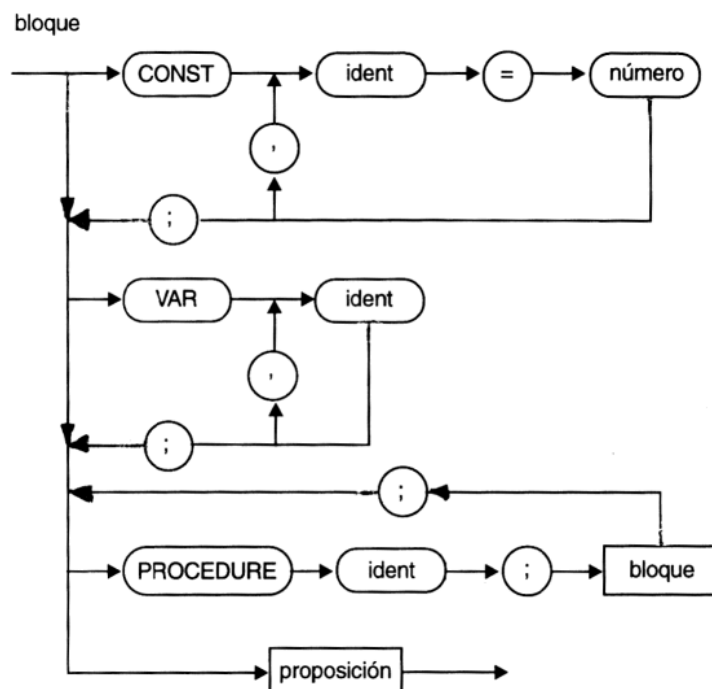 bloque
CONST ident = número
,
;
VAR ident
,
;
;
PROCEDURE ident ; bloque
proposición